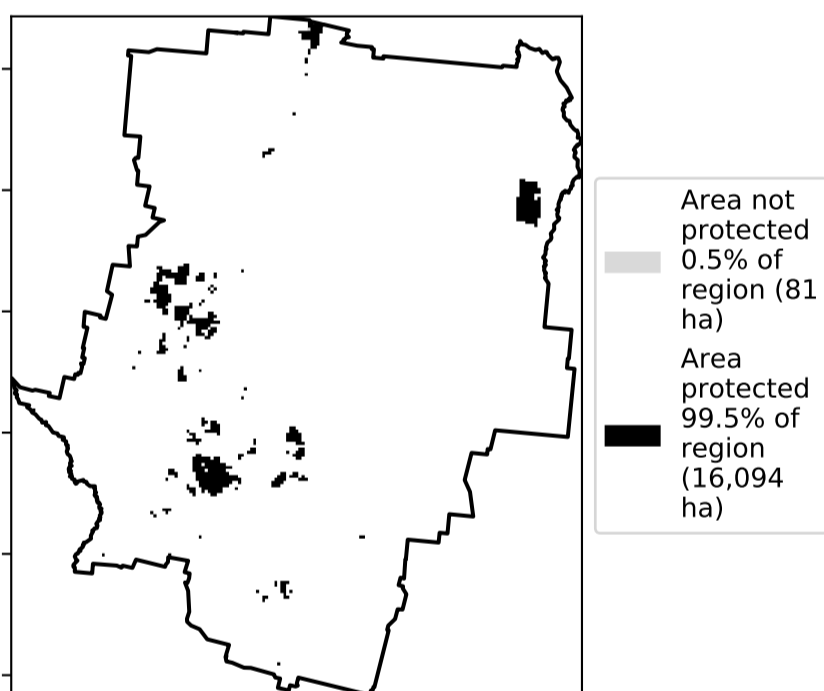 Area not
protected
0.5% of
region (81
ha)
Area
protected
99.5% of
region
(16,094
ha)